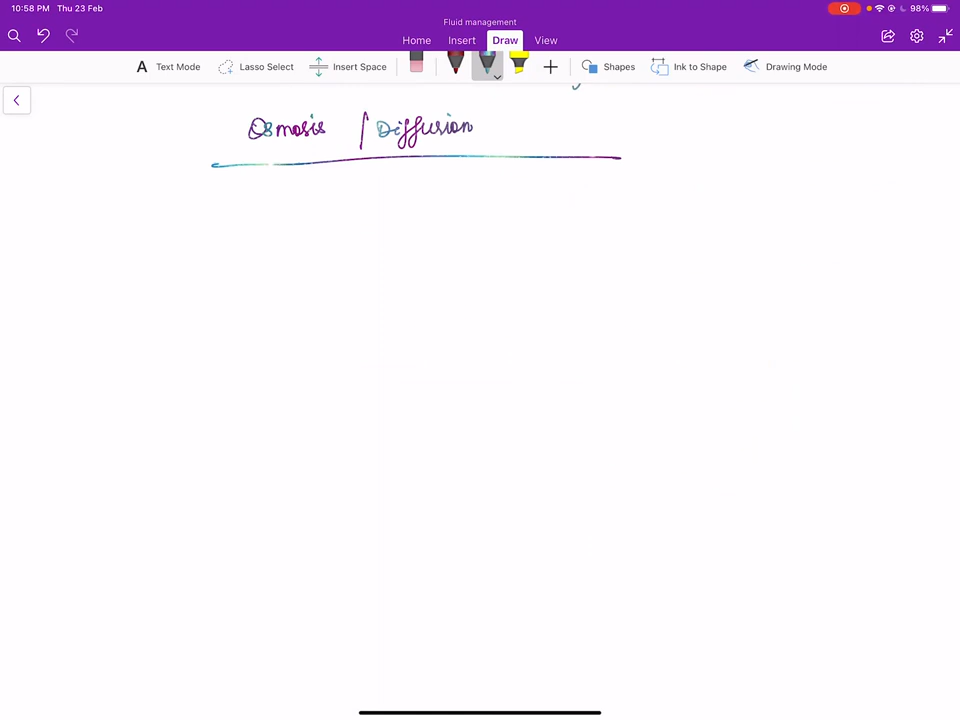 10:58 PM Thu 23 Feb 98%
Fluid management
Home Insert Draw View
A Text Mode Lasso Select Insert Space Shapes Ink to Shape Drawing Mode
Osmosis / Diffusion